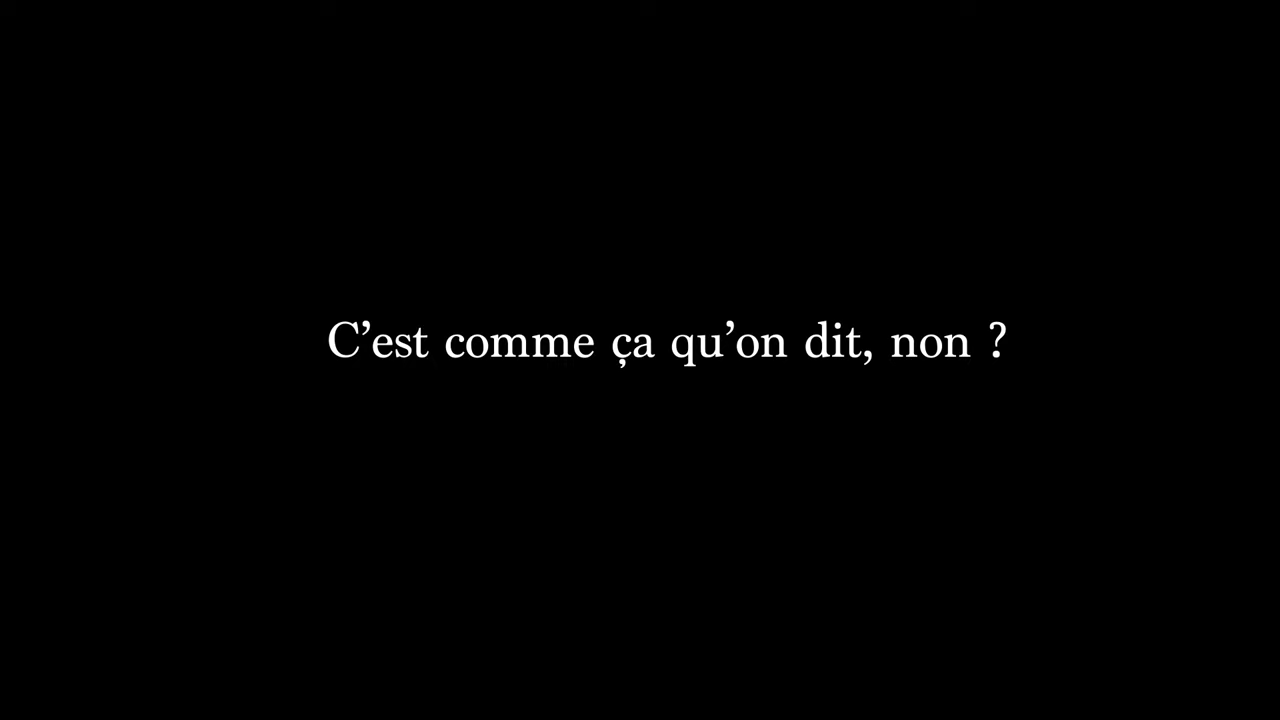 C’est comme ça qu’on dit, non ?